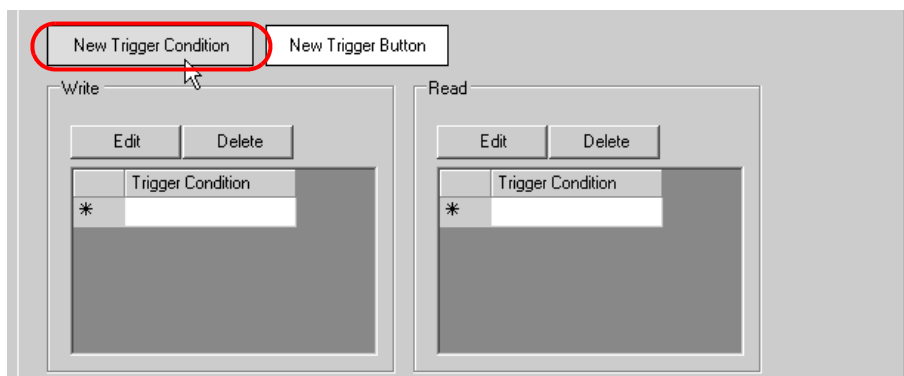 New Trigger Condition New Trigger Button
Write Read
Edit Delete Edit Delete
Trigger Condition Trigger Condition
* *